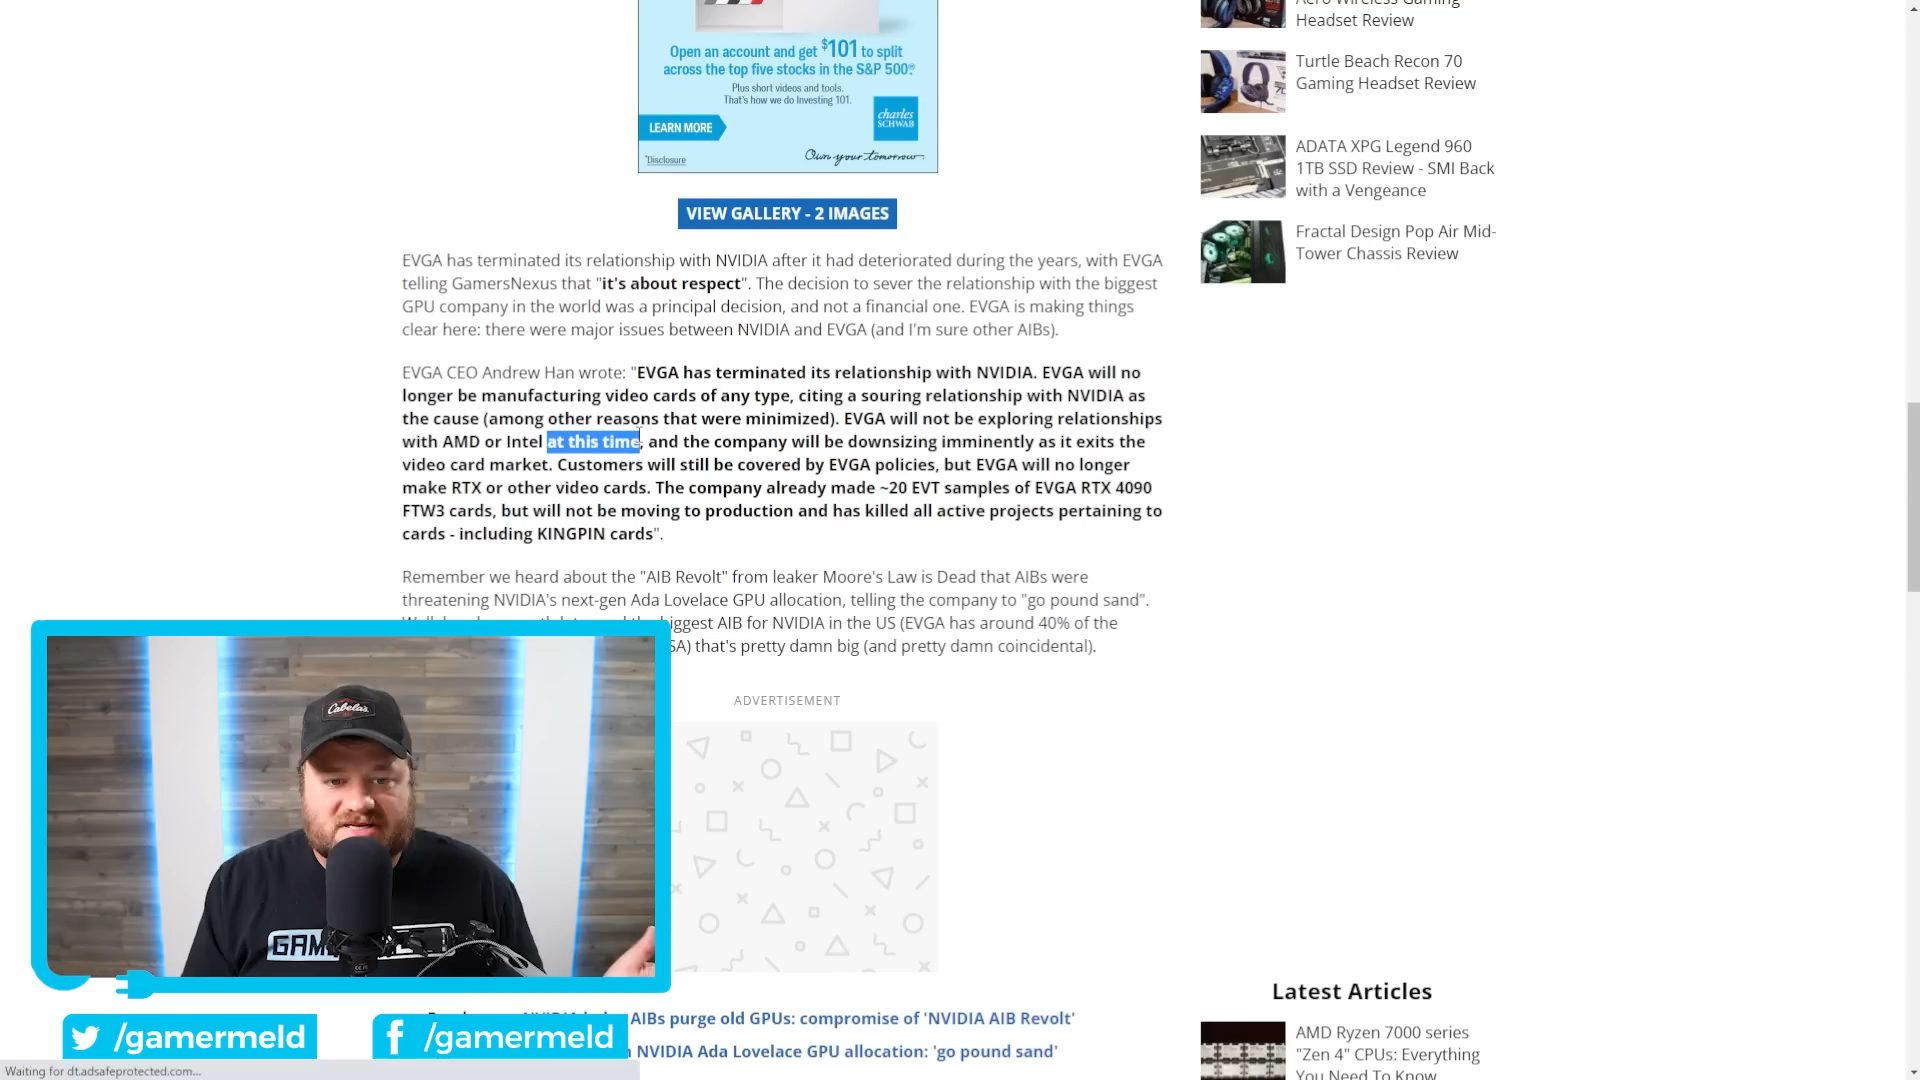 Open an account and get $101 to split
across the top five stocks in the S&P 500®*
Plus short videos and tools.
That's how we do Investing 101.
LEARN MORE
charles
SCHWAB
*Disclosure
Own your tomorrow
VIEW GALLERY - 2 IMAGES
EVGA has terminated its relationship with NVIDIA after it had deteriorated during the years, with EVGA
telling GamersNexus that "it's about respect". The decision to sever the relationship with the biggest
GPU company in the world was a principal decision, and not a financial one. EVGA is making things
clear here: there were major issues between NVIDIA and EVGA (and I'm sure other AIBs).
EVGA CEO Andrew Han wrote: "EVGA has terminated its relationship with NVIDIA. EVGA will no
longer be manufacturing video cards of any type, citing a souring relationship with NVIDIA as
the cause (among other reasons that were minimized). EVGA will not be exploring relationships
with AMD or Intel at this time, and the company will be downsizing imminently as it exits the
video card market. Customers will still be covered by EVGA policies, but EVGA will no longer
make RTX or other video cards. The company already made ~20 EVT samples of EVGA RTX 4090
FTW3 cards, but will not be moving to production and has killed all active projects pertaining to
cards - including KINGPIN cards".
Remember we heard about the "AIB Revolt" from leaker Moore's Law is Dead that AIBs were
threatening NVIDIA's next-gen Ada Lovelace GPU allocation, telling the company to "go pound sand".
biggest AIB for NVIDIA in the US (EVGA has around 40% of the
that's pretty damn big (and pretty damn coincidental).
ADVERTISEMENT
AIBs purge old GPUs: compromise of 'NVIDIA AIB Revolt'
NVIDIA Ada Lovelace GPU allocation: 'go pound sand'
Cabela's
GAM
/gamermeld
/gamermeld
Waiting for dt.adsafeprotected.com...
Aero Wireless Gaming
Headset Review
Turtle Beach Recon 70
Gaming Headset Review
ADATA XPG Legend 960
1TB SSD Review - SMI Back
with a Vengeance
Fractal Design Pop Air Mid-
Tower Chassis Review
Latest Articles
AMD Ryzen 7000 series
"Zen 4" CPUs: Everything
You Need To Know